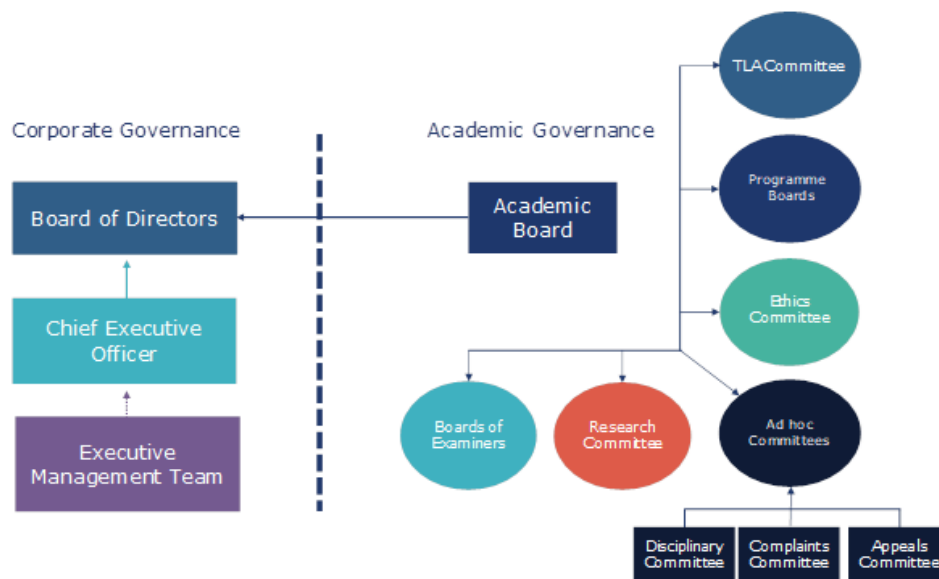 Corporate Governance
Board of Directors
Chief Executive
Officer
Executive
Management Team
Academic Governance
Academic
Board
TLACommittee
Programme
Boards
Ethics
Committee
Boards of
Examiners
Research
Committee
Ad hoc
Committees
Disciplinary
Committee
Complaints
Committee
Appeals
Committee